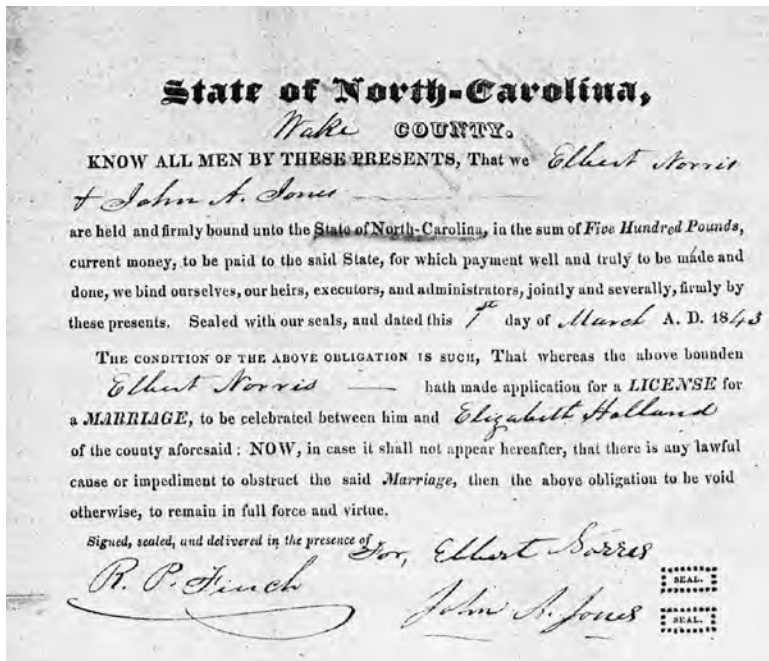 State of North-Carolina,
Wake COUNTY.
KNOW ALL MEN BY THESE PRESENTS, That we Elbert Norris
& John A. Jones
are held and firmly bound unto the State of North-Carolina, in the sum of Five Hundred Pounds,
current money, to be paid to the said State, for which payment well and truly to be made and
done, we bind ourselves, our heirs, executors, and administrators, jointly and severally, firmly by
these presents. Sealed with our seals, and dated this 1st day of March A. D. 1843
THE CONDITION OF THE ABOVE OBLIGATION IS SUCH, That whereas the above bounden
Elbert Norris hath made application for a LICENSE for
a MARRIAGE, to be celebrated between him and Elizabeth Holland
of the county aforesaid: NOW, in case it shall not appear hereafter, that there is any lawful
cause or impediment to obstruct the said Marriage, then the above obligation to be void
otherwise, to remain in full force and virtue.
Signed, sealed, and delivered in the presence of
For, Elbert Norris
SEAL.
R. P. Finch
John A. Jones
SEAL.